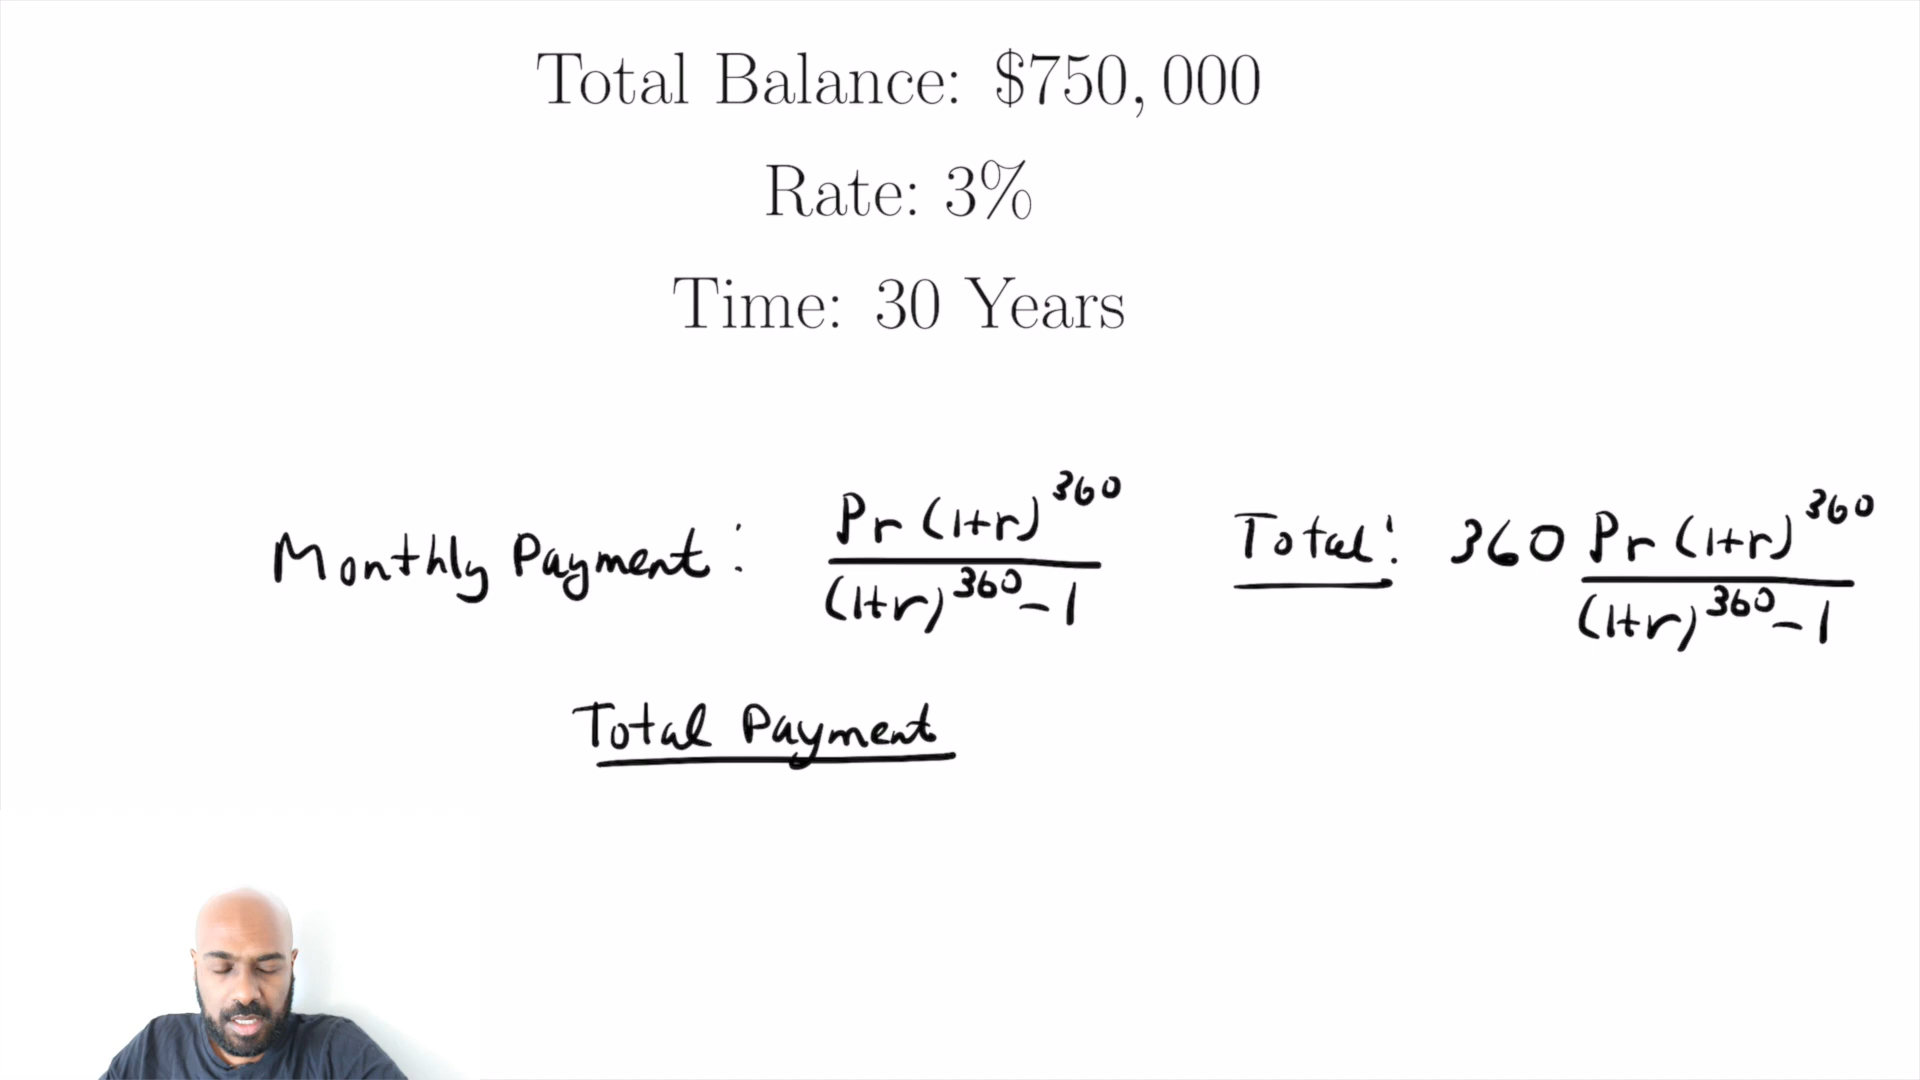 Total Balance: $750,000
Rate: 3%
Time: 30 Years
Monthly Payment: Pr(1+r)^360 / (1+r)^360 - 1
Total: 360 Pr(1+r)^360 / (1+r)^360 - 1
Total Payment